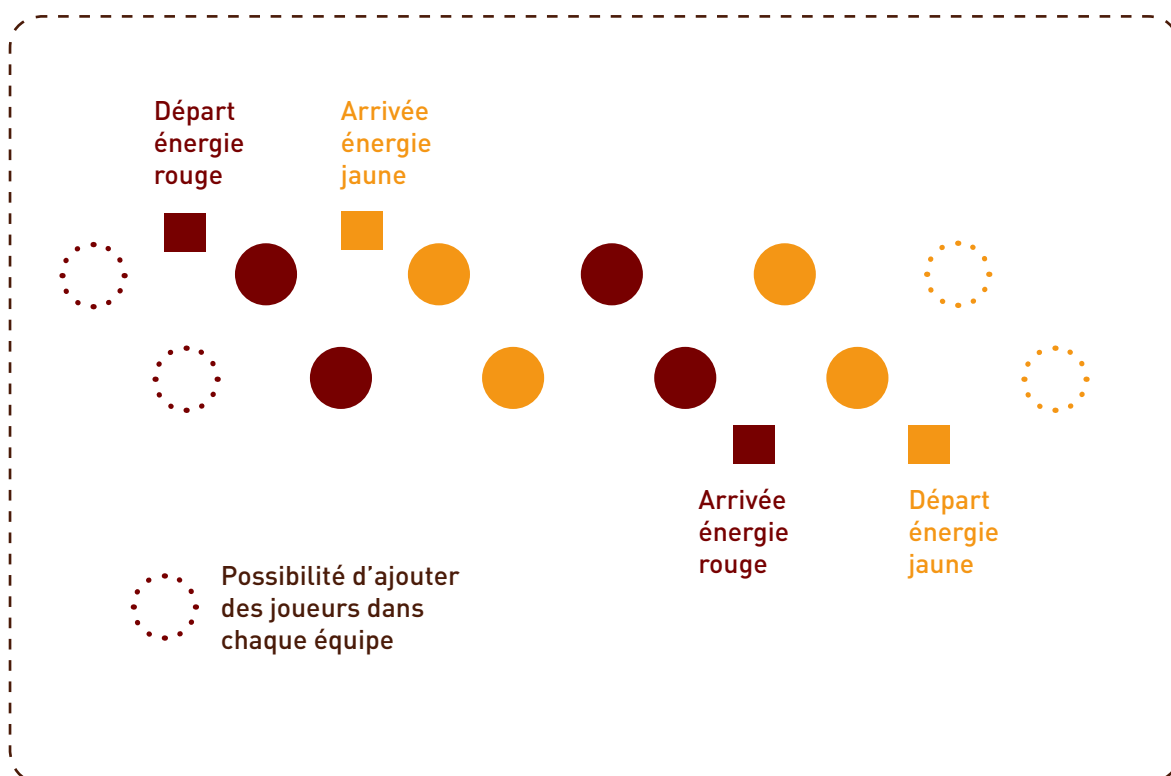 Départ
énergie
rouge
Arrivée
énergie
jaune
Arrivée
énergie
rouge
Départ
énergie
jaune
Possibilité d'ajouter
des joueurs dans
chaque équipe